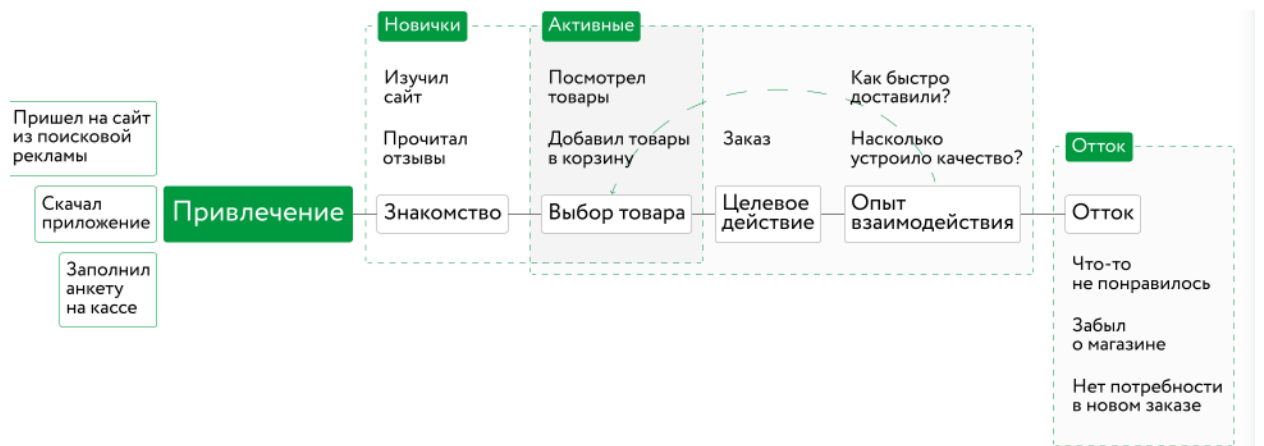 Пришел на сайт
из поисковой
рекламы
Скачал
приложение
Заполнил
анкету
на кассе
Привлечение
Новички
Изучил
сайт
Прочитал
отзывы
Знакомство
Активные
Посмотрел
товары
Добавил товары
в корзину
Выбор товара
Заказ
Целевое
действие
Как быстро
доставили?
Насколько
устроило качество?
Опыт
взаимодействия
Отток
Отток
Что-то
не понравилось
Забыл
о магазине
Нет потребности
в новом заказе